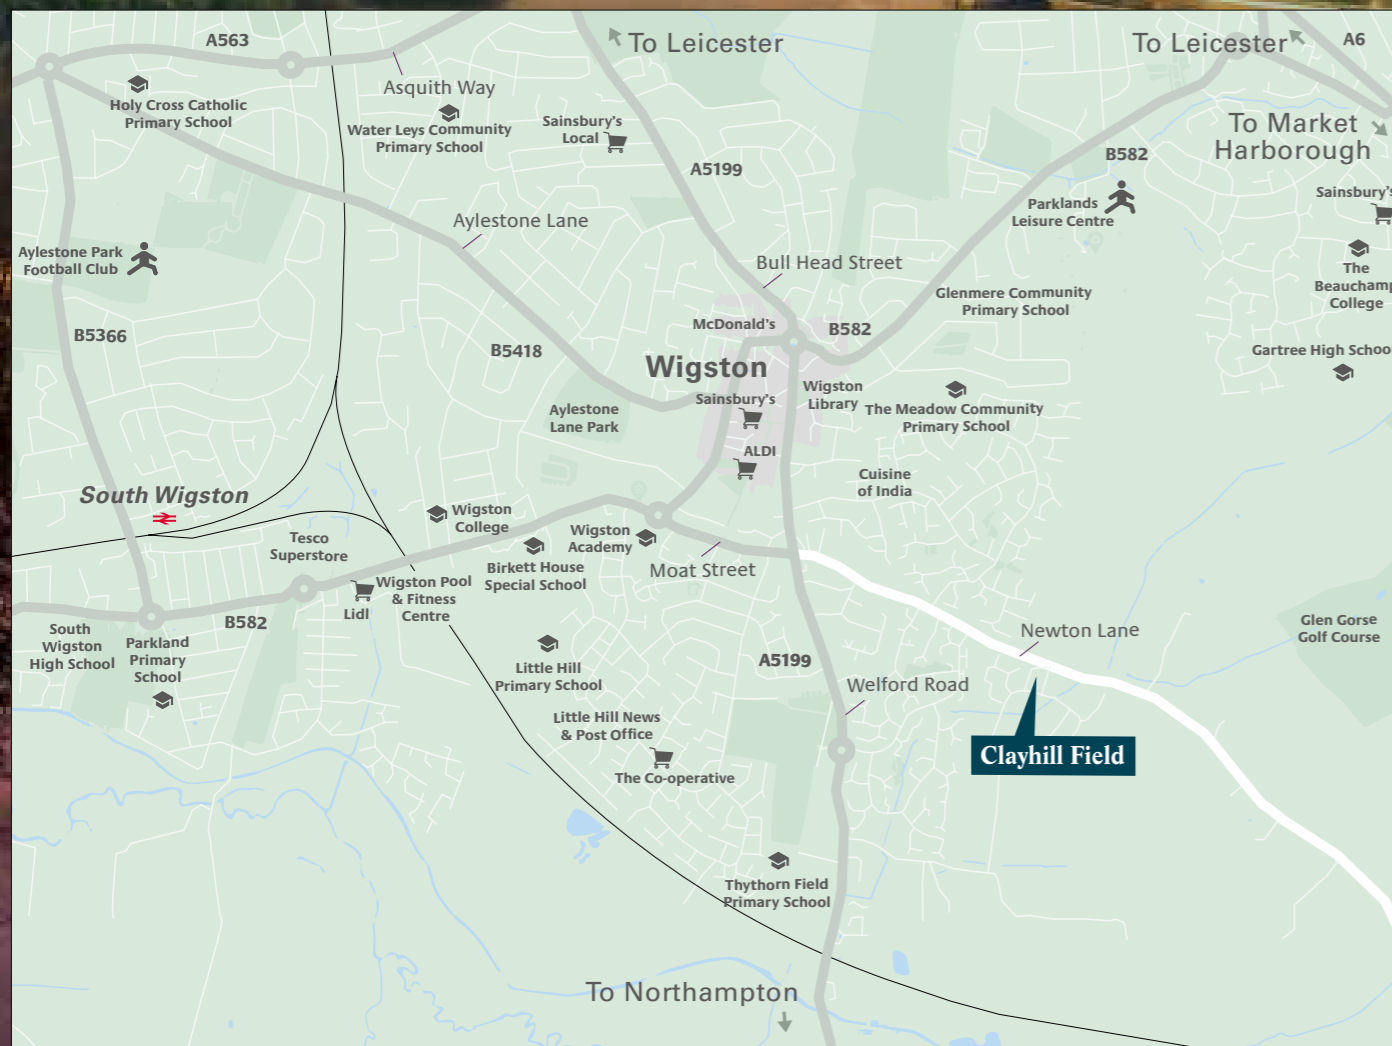 A563
To Leicester
To Leicester
A6
Asquith Way
Holy Cross Catholic
Primary School
Water Leys Community
Primary School
Sainsbury's
Local
To Market
Harborough
A5199
B582
Sainsbury's
Parklands
Leisure Centre
Aylestone Lane
Aylestone Park
Football Club
Bull Head Street
The
Beauchamp
College
Glenmere Community
Primary School
McDonald's
B582
B5366
B5418
Gartree High School
Wigston
Sainsbury's
Wigston
Library
The Meadow Community
Primary School
Aylestone
Lane Park
ALDI
Cuisine
of India
South Wigston
Wigston
College
Tesco
Superstore
Wigston
Academy
Birkett House
Special School
Moat Street
Wigston Pool
& Fitness
Centre
Lidl
B582
South
Wigston
High School
Parkland
Primary
School
Newton Lane
Glen Gorse
Golf Course
Little Hill
Primary School
A5199
Welford Road
Little Hill News
& Post Office
Clayhill Field
The Co-operative
Thythorn Field
Primary School
To Northampton